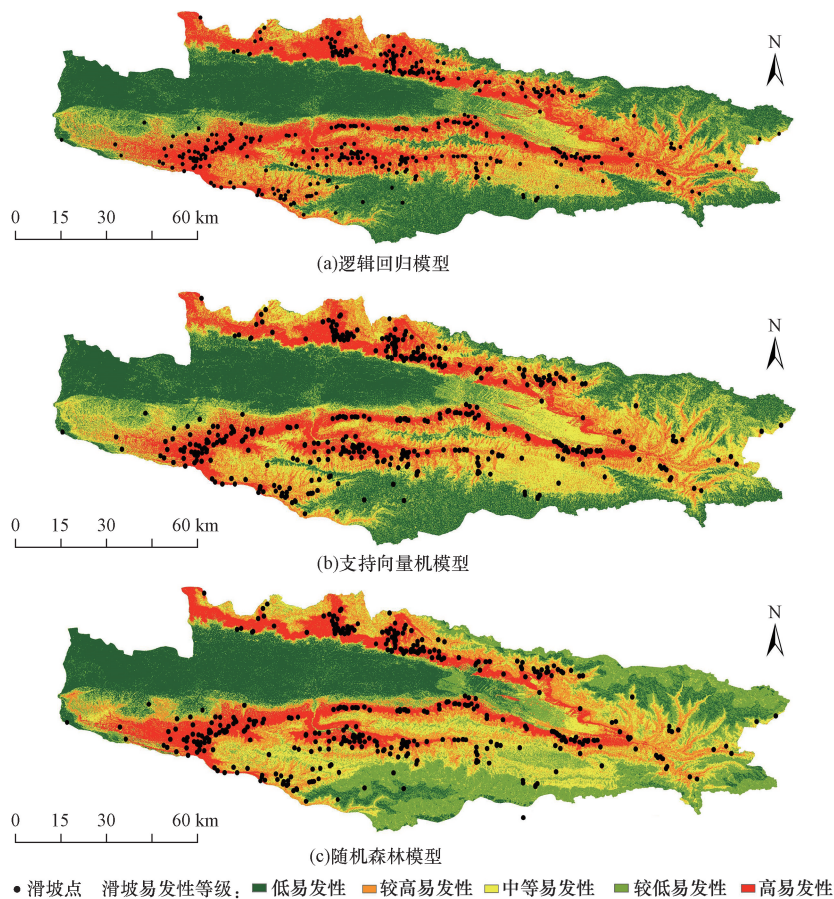 N
0 15 30 60 km
(a)逻辑回归模型
N
0 15 30 60 km
(b)支持向量机模型
N
0 15 30 60 km
(c)随机森林模型
滑坡点 滑坡易发性等级: 低易发性 较高易发性 中等易发性 较低易发性 高易发性